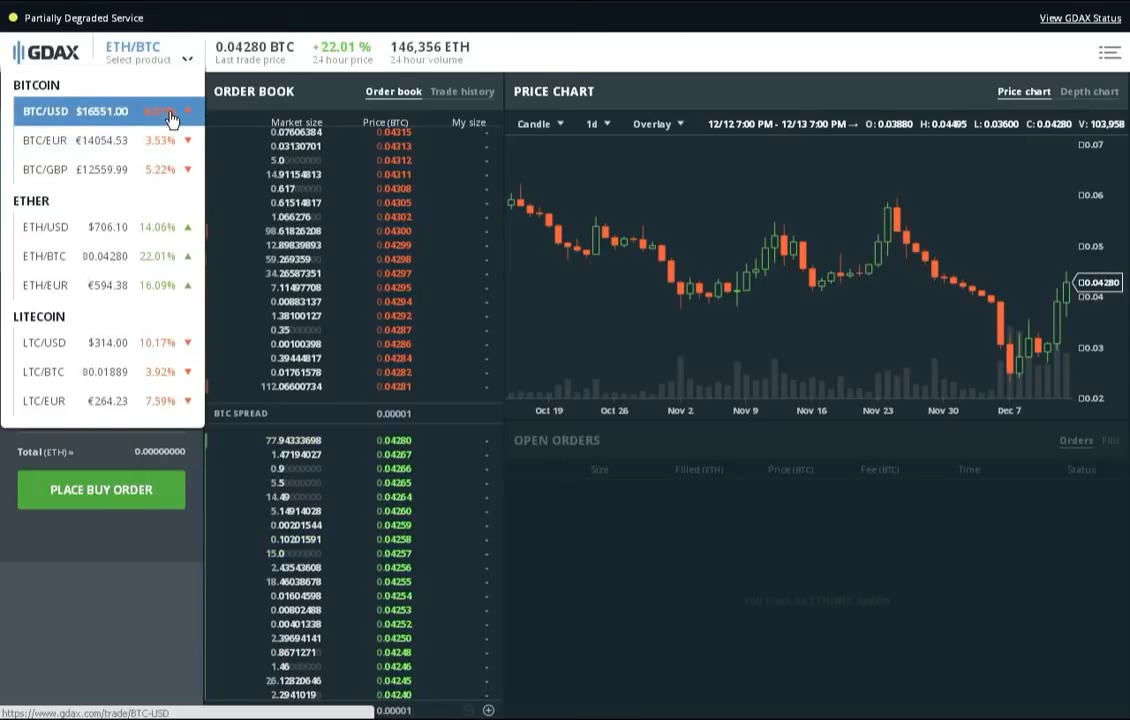 Partially Degraded Service
View GDAX Status
GDAX
ETH/BTC
Select product
0.04280 BTC
Last trade price
+22.01 %
24 hour price
146,356 ETH
24 hour volume
BITCOIN
BTC/USD $16551.00
BTC/EUR €14054.53 3.53%
BTC/GBP £12559.99 5.22%
ETHER
ETH/USD $706.10 14.06%
ETH/BTC 0.04280 22.01%
ETH/EUR €594.38 16.09%
LITECOIN
LTC/USD $314.00 10.17%
LTC/BTC 0.01889 3.92%
LTC/EUR €264.23 7.59%
Total (ETH) ≈ 0.00000000
PLACE BUY ORDER
https://www.gdax.com/trade/BTC-USD
ORDER BOOK
Order book Trade history
Market size Price (BTC) My size
0.07606384 0.04315 -
0.03130701 0.04313 -
5.00000000 0.04312 -
14.91154813 0.04311 -
0.61700000 0.04308 -
0.61514817 0.04305 -
1.06627600 0.04302 -
98.61826208 0.04300 -
12.89839893 0.04299 -
59.26935900 0.04298 -
34.26587351 0.04297 -
7.11497708 0.04295 -
0.00883137 0.04294 -
1.38100127 0.04292 -
0.35000000 0.04287 -
0.00100398 0.04286 -
0.39444817 0.04284 -
0.01761578 0.04282 -
112.06600734 0.04281 -
BTC SPREAD 0.00001
77.94333698 0.04280 -
1.47194027 0.04267 -
0.90000000 0.04266 -
5.50000000 0.04265 -
14.49000000 0.04264 -
5.14914028 0.04260 -
0.00201544 0.04259 -
0.10201591 0.04258 -
15.00000000 0.04257 -
2.43543608 0.04256 -
18.46038678 0.04255 -
0.01604598 0.04254 -
0.00802488 0.04253 -
0.00401338 0.04252 -
2.39694141 0.04250 -
0.86712710 0.04248 -
1.46000000 0.04246 -
26.12820646 0.04245 -
2.29410190 0.04240 -
0.00001
PRICE CHART
Price chart Depth chart
Candle 1d Overlay 12/12 7:00 PM - 12/13 7:00 PM → O: 0.03880 H: 0.04495 L: 0.03600 C: 0.04280 V: 103,958
0.07
0.06
0.05
0.04280
0.04
0.03
0.02
Oct 19 Oct 26 Nov 2 Nov 9 Nov 16 Nov 23 Nov 30 Dec 7
OPEN ORDERS
Orders Fills
Size Filled (ETH) Price (BTC) Fee (BTC) Time Status